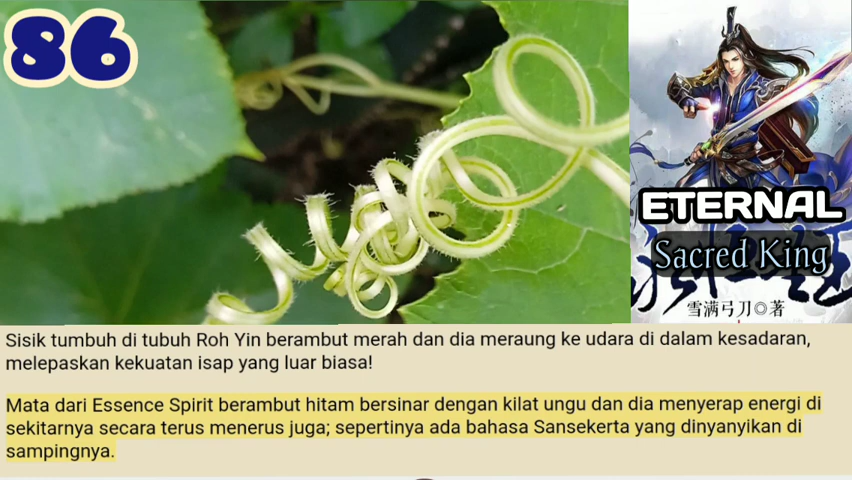 86
ETERNAL
Sacred King
雪满弓刀◎著
Sisik tumbuh di tubuh Roh Yin berambut merah dan dia meraung ke udara di dalam kesadaran,
melepaskan kekuatan isap yang luar biasa!
Mata dari Essence Spirit berambut hitam bersinar dengan kilat ungu dan dia menyerap energi di
sekitarnya secara terus menerus juga; sepertinya ada bahasa Sansekerta yang dinyanyikan di
sampingnya.